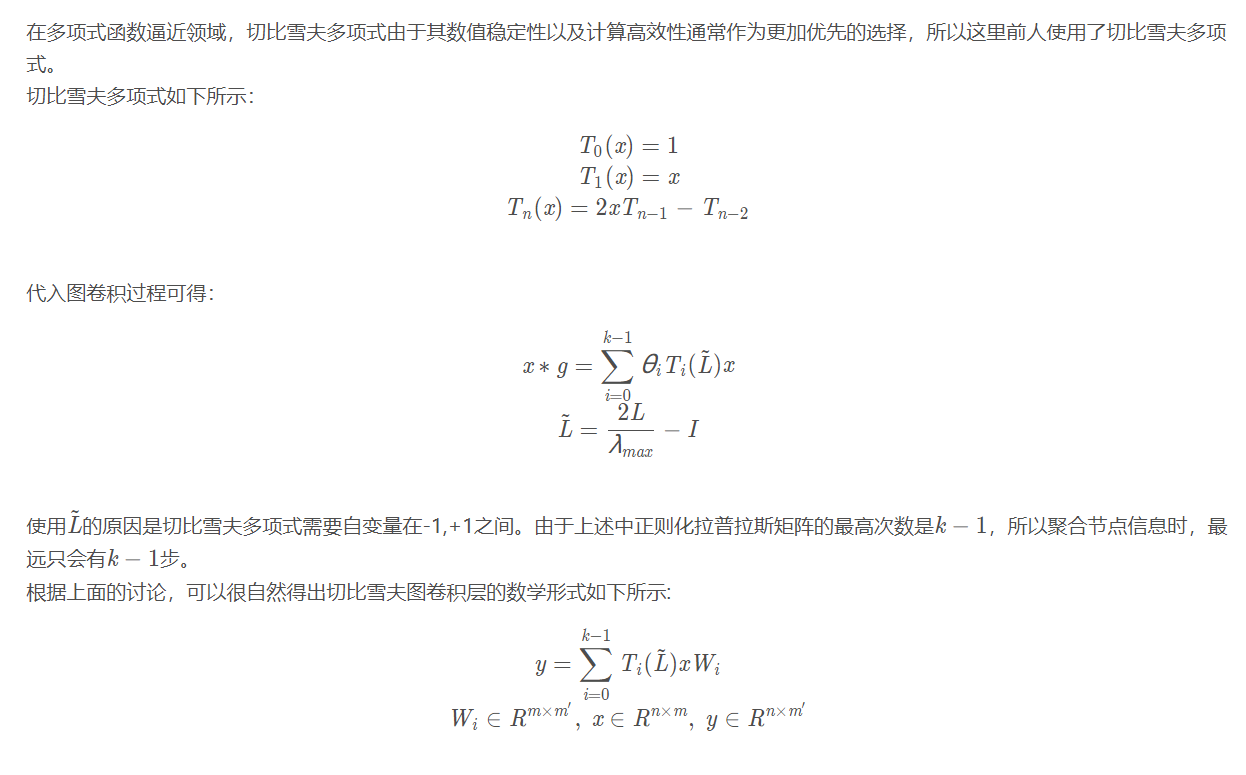 在多项式函数逼近领域，切比雪夫多项式由于其数值稳定性以及计算高效性通常作为更加优先的选择，所以这里前人使用了切比雪夫多项
式。
切比雪夫多项式如下所示：
T_0(x) = 1
T_1(x) = x
T_n(x) = 2xT_{n-1} − T_{n-2}
代入图卷积过程可得：
x ∗ g = \sum_{i=0}^{k-1} θ_i T_i(\tilde{L})x
\tilde{L} = \frac{2L}{λ_{max}} − I
使用\tilde{L}的原因是切比雪夫多项式需要自变量在-1,+1之间。由于上述中正则化拉普拉斯矩阵的最高次数是k − 1，所以聚合节点信息时，最
远只会有k − 1步。
根据上面的讨论，可以很自然得出切比雪夫图卷积层的数学形式如下所示:
y = \sum_{i=0}^{k-1} T_i(\tilde{L})xW_i
W_i ∈ R^{m×m′}, x ∈ R^{n×m}, y ∈ R^{n×m′}